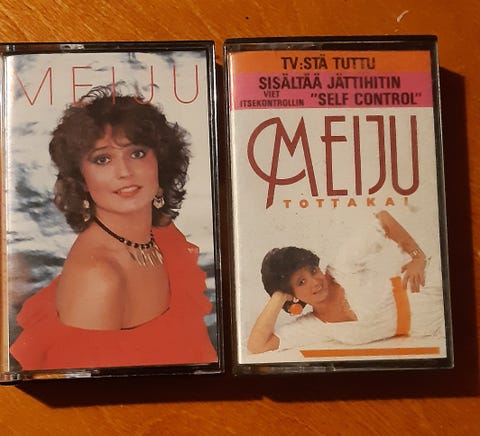 MEIJU
TV:STÄ TUTTU
SISÄLTÄÄ JÄTTIHITIN
VIET
ITSEKONTROLLIN "SELF CONTROL"
MEIJU
TOTTAKAI